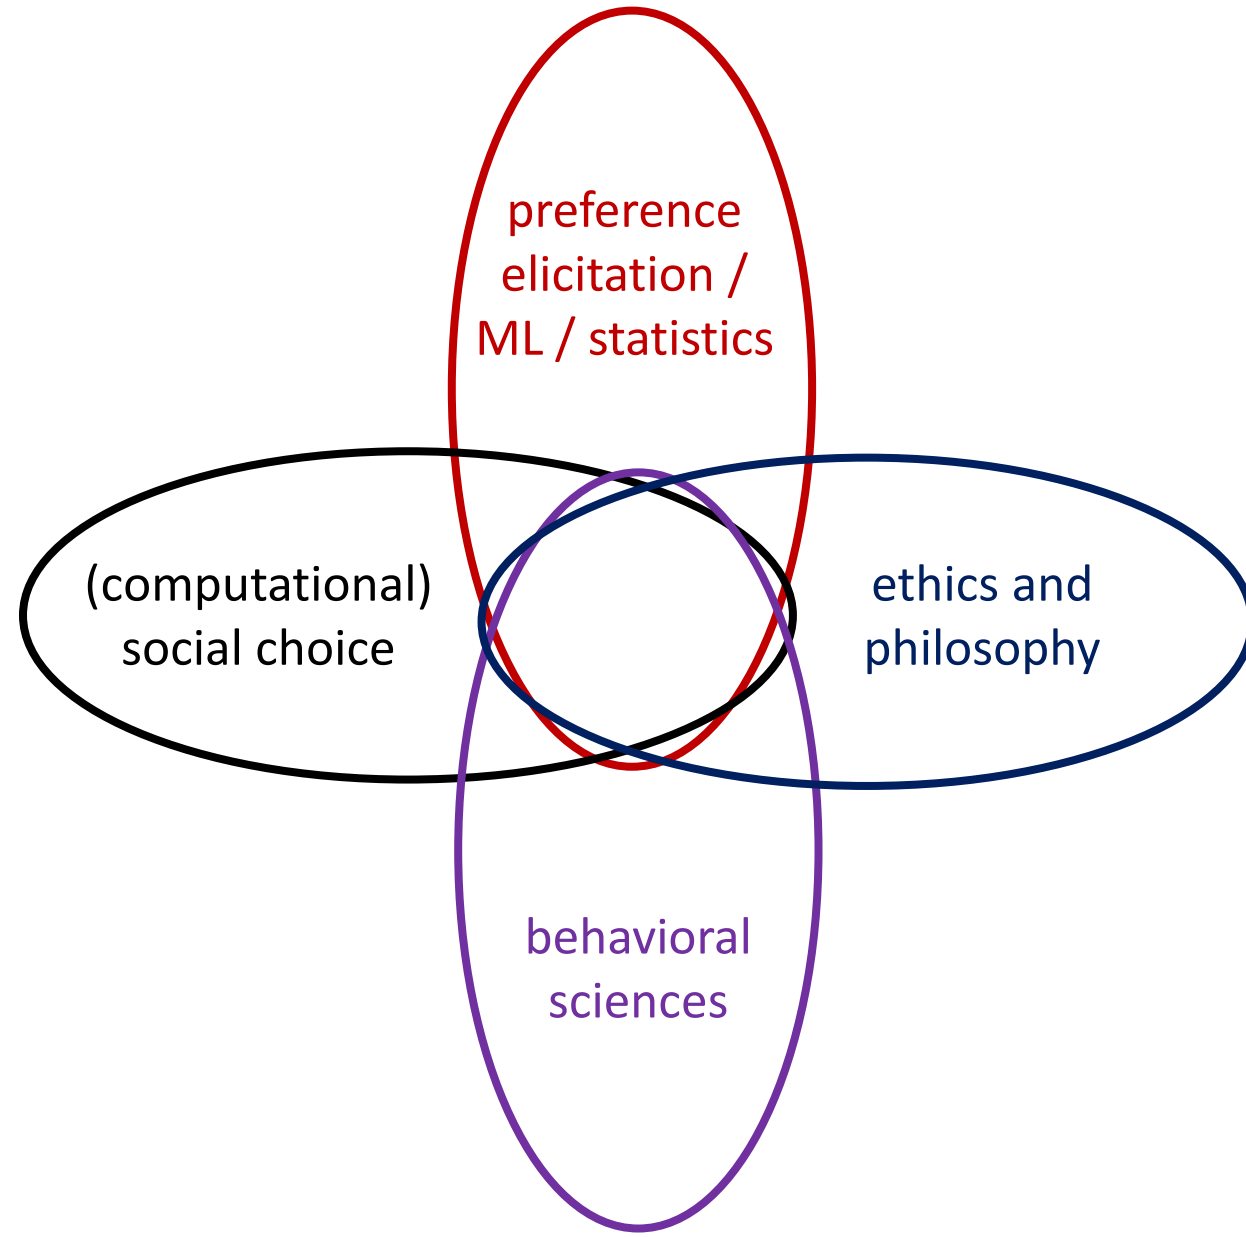 preference
elicitation /
ML / statistics
(computational)
social choice
ethics and
philosophy
behavioral
sciences